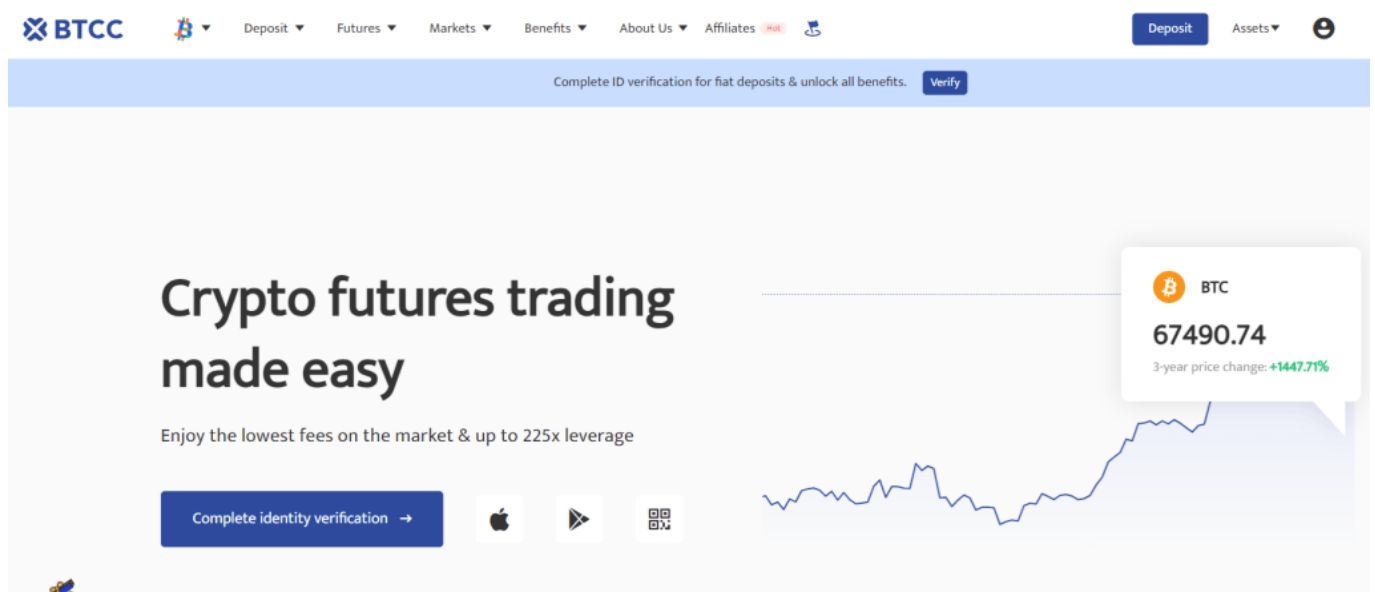 BTCC
Deposit
Futures
Markets
Benefits
About Us
Affiliates
Hot
Deposit
Assets
Complete ID verification for fiat deposits & unlock all benefits.
Verify
Crypto futures trading
made easy
Enjoy the lowest fees on the market & up to 225x leverage
Complete identity verification →
BTC
67490.74
3-year price change: +1447.71%